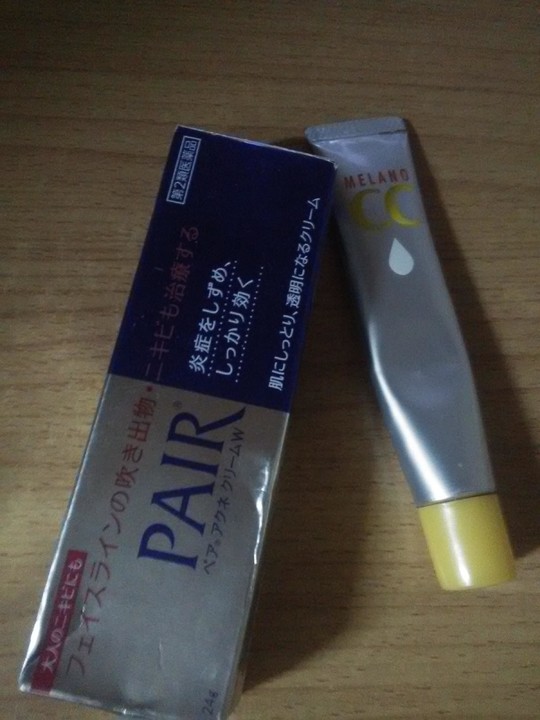 第2類医薬品
大人のニキビにも
フェイスラインの吹き出物・ニキビも治療する
炎症をしずめ、
しっかり効く
肌にしっとり、透明になるクリーム
PAIR®
ペア®アクネ クリームW
24g
MELANO
CC